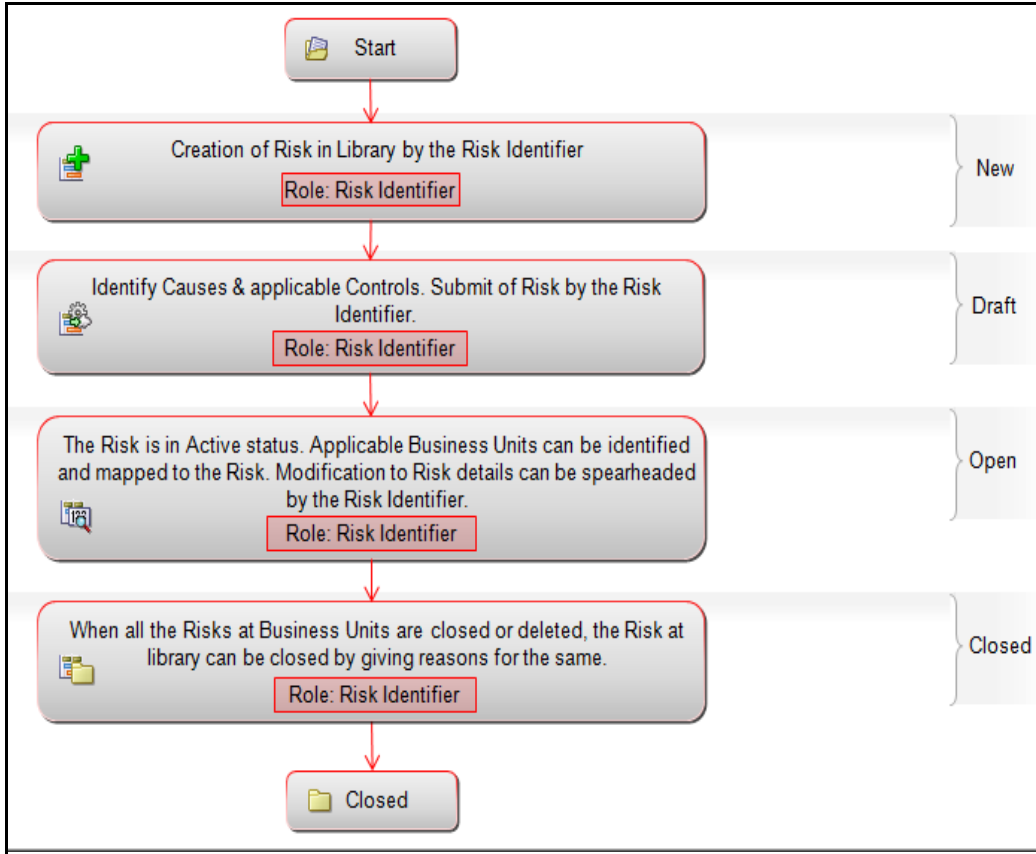 Start
Creation of Risk in Library by the Risk Identifier
Role: Risk Identifier
New
Identify Causes & applicable Controls. Submit of Risk by the Risk
Identifier.
Role: Risk Identifier
Draft
The Risk is in Active status. Applicable Business Units can be identified
and mapped to the Risk. Modification to Risk details can be spearheaded
by the Risk Identifier.
Role: Risk Identifier
Open
When all the Risks at Business Units are closed or deleted, the Risk at
library can be closed by giving reasons for the same.
Role: Risk Identifier
Closed
Closed